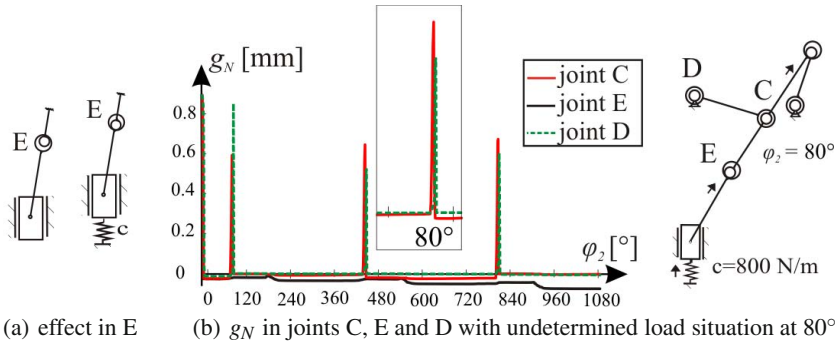 E
E
c
g_N [mm]
0.8
0.6
0.4
0.2
0
0 120 240 360 480 600 720 840 960 1080
φ_2 [°]
80°
joint C
joint E
joint D
D
C
E
φ_2 = 80°
c=800 N/m
(a) effect in E
(b) g_N in joints C, E and D with undetermined load situation at 80°